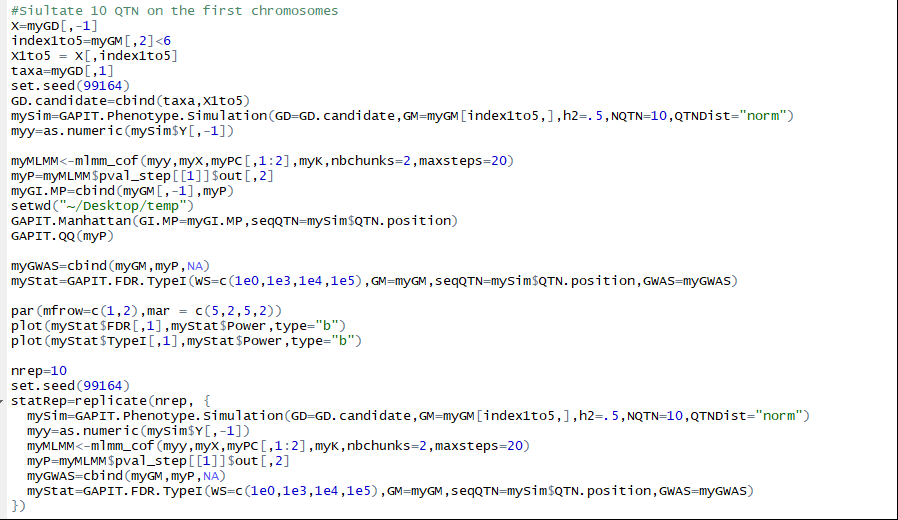 #Siultate 10 QTN on the first chromosomes
X=myGD[,-1]
index1to5=myGM[,2]<6
X1to5 = X[,index1to5]
taxa=myGD[,1]
set.seed(99164)
GD.candidate=cbind(taxa,X1to5)
mySim=GAPIT.Phenotype.Simulation(GD=GD.candidate,GM=myGM[index1to5,],h2=.5,NQTN=10,QTNDist="norm")
myy=as.numeric(mySim$Y[,-1])

myMLMM<-mlmm_cof(myy,myX,myPC[,1:2],myK,nbchunks=2,maxsteps=20)
myP=myMLMM$pval_step[[1]]$out[,2]
myGI.MP=cbind(myGM[,-1],myP)
setwd("~/Desktop/temp")
GAPIT.Manhattan(GI.MP=myGI.MP,seqQTN=mySim$QTN.position)
GAPIT.QQ(myP)

myGWAS=cbind(myGM,myP,NA)
myStat=GAPIT.FDR.TypeI(WS=c(1e0,1e3,1e4,1e5),GM=myGM,seqQTN=mySim$QTN.position,GWAS=myGWAS)

par(mfrow=c(1,2),mar = c(5,2,5,2))
plot(myStat$FDR[,1],myStat$Power,type="b")
plot(myStat$TypeI[,1],myStat$Power,type="b")

nrep=10
set.seed(99164)
statRep=replicate(nrep, {
  mySim=GAPIT.Phenotype.Simulation(GD=GD.candidate,GM=myGM[index1to5,],h2=.5,NQTN=10,QTNDist="norm")
  myy=as.numeric(mySim$Y[,-1])
  myMLMM<-mlmm_cof(myy,myX,myPC[,1:2],myK,nbchunks=2,maxsteps=20)
  myP=myMLMM$pval_step[[1]]$out[,2]
  myGWAS=cbind(myGM,myP,NA)
  myStat=GAPIT.FDR.TypeI(WS=c(1e0,1e3,1e4,1e5),GM=myGM,seqQTN=mySim$QTN.position,GWAS=myGWAS)
})